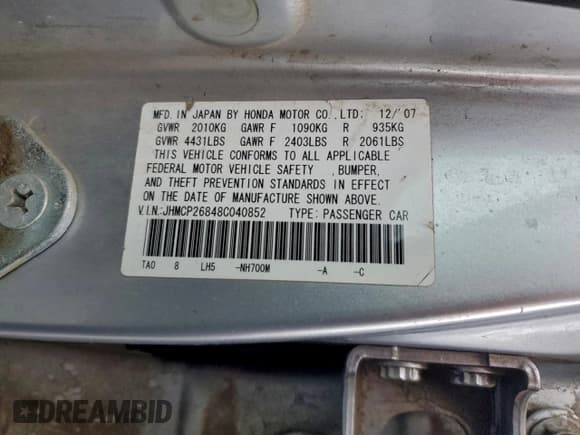 MFD. IN JAPAN BY HONDA MOTOR CO.,LTD: 12/'07
GVWR 2010KG GAWR F 1090KG R 935KG
GVWR 4431LBS GAWR F 2403LBS R 2061LBS
THIS VEHICLE CONFORMS TO ALL APPLICABLE
FEDERAL MOTOR VEHICLE SAFETY , BUMPER,
AND THEFT PREVENTION STANDARDS IN EFFECT
ON THE DATE OF MANUFACTURE SHOWN ABOVE.
V.I.N:JHMCP26848C040852 TYPE: PASSENGER CAR
TA0 8 LH5 -NH700M -A -C
DREAMBID